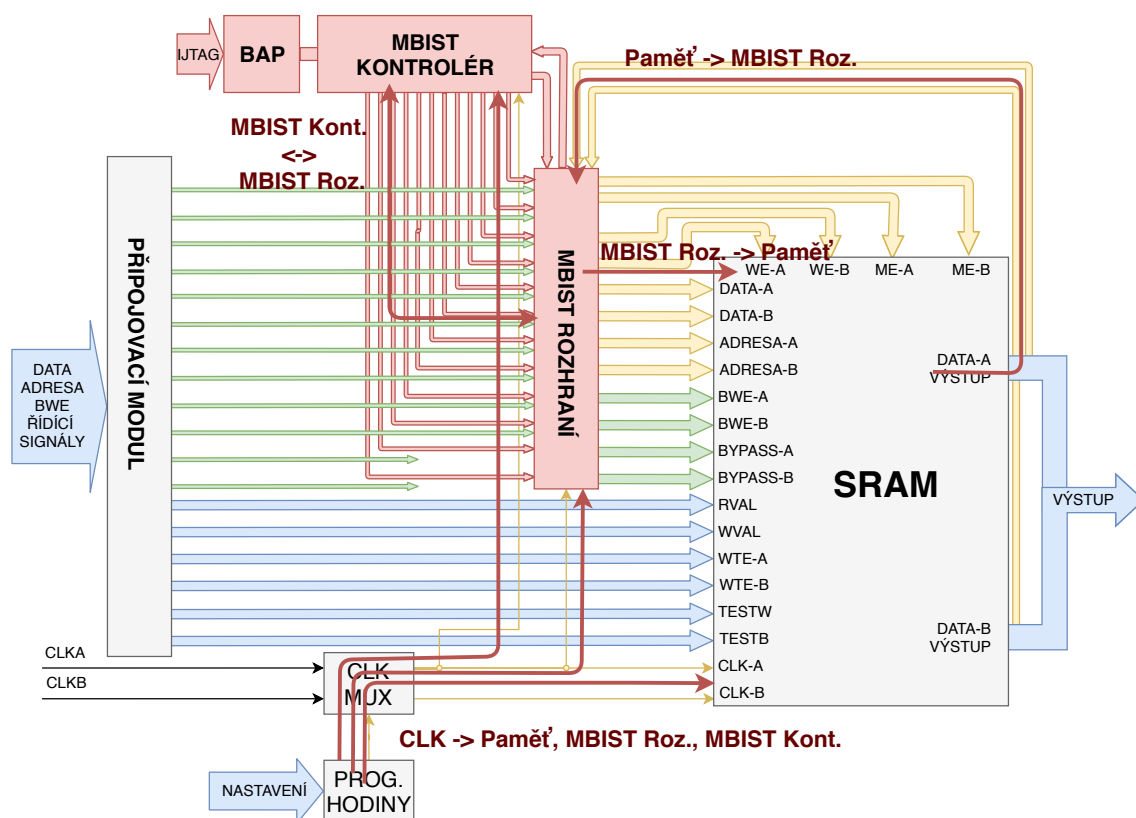 IJTAG
BAP
MBIST
KONTROLÉR
Paměť -> MBIST Roz.
MBIST Kont.
<->
MBIST Roz.
PŘIPOJOVACÍ MODUL
MBIST ROZHRANÍ
MBIST Roz. -> Paměť
WE-A
WE-B
ME-A
ME-B
DATA-A
DATA-B
ADRESA-A
ADRESA-B
BWE-A
BWE-B
BYPASS-A
BYPASS-B
RVAL
WVAL
WTE-A
WTE-B
TESTW
TESTB
CLK-A
CLK-B
SRAM
DATA-A
VÝSTUP
DATA-B
VÝSTUP
VÝSTUP
DATA
ADRESA
BWE
ŘÍDÍCÍ
SIGNÁLY
CLKA
CLKB
CLK
MUX
CLK -> Paměť, MBIST Roz., MBIST Kont.
NASTAVENÍ
PROG.
HODINY